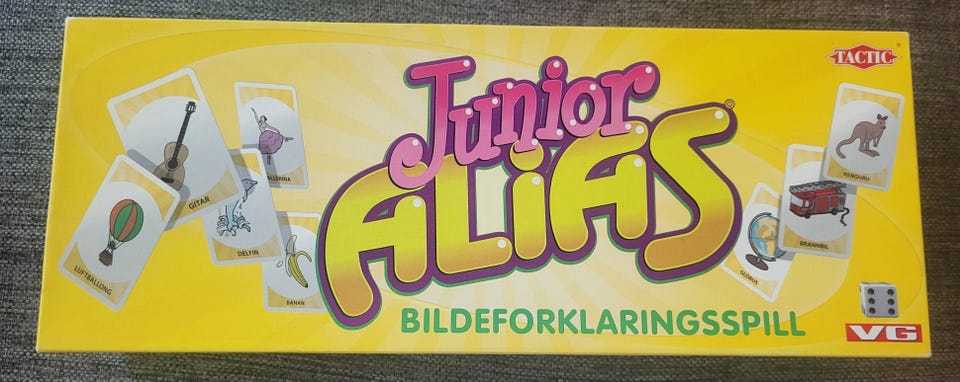 TACTIC
Junior
ALiAS®
BILDEFORKLARINGSSPILL
GITAR
BALLERINA
LUFTBALLONG
DELFIN
BANAN
KENGURU
BRANNBIL
GLOBUS
VG